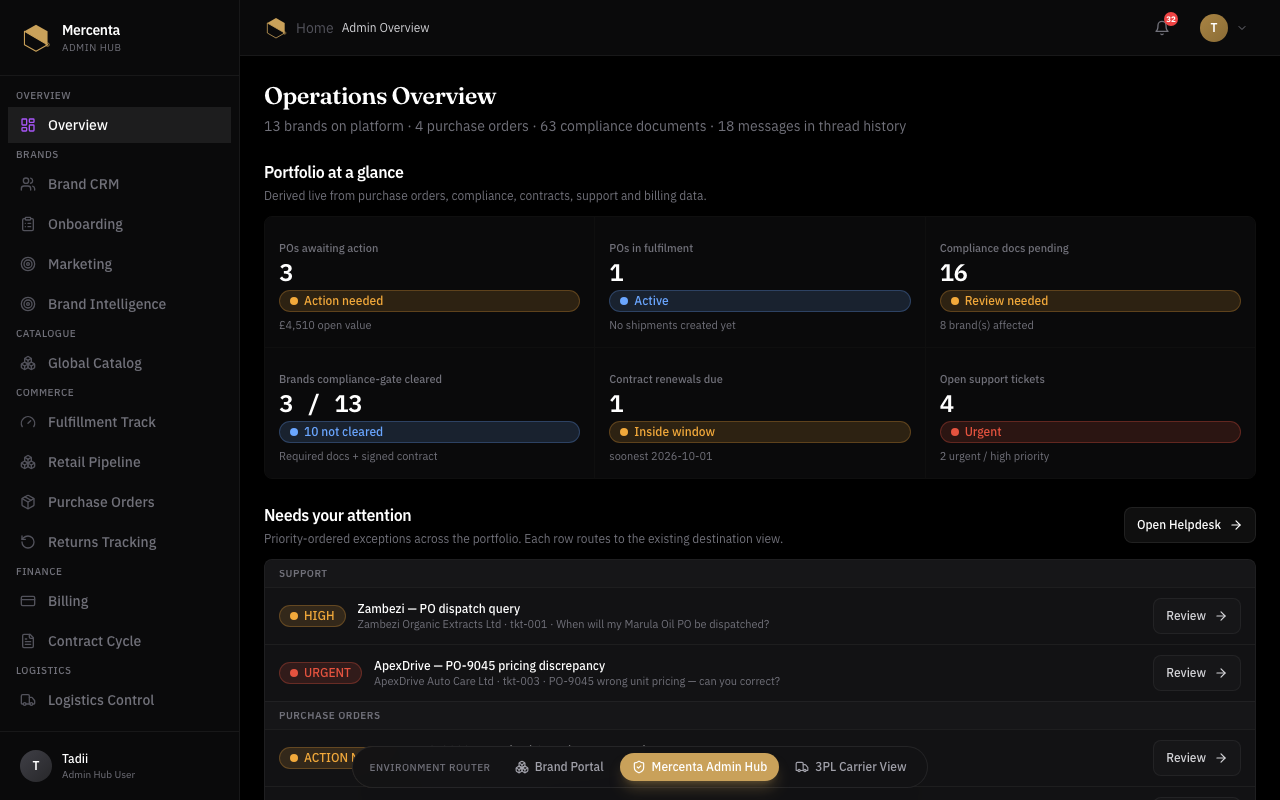 Mercenta
ADMIN HUB
OVERVIEW
Overview
BRANDS
Brand CRM
Onboarding
Marketing
Brand Intelligence
CATALOGUE
Global Catalog
COMMERCE
Fulfillment Track
Retail Pipeline
Purchase Orders
Returns Tracking
FINANCE
Billing
Contract Cycle
LOGISTICS
Logistics Control
T
Tadii
Admin Hub User
Home Admin Overview
32
T
Operations Overview
13 brands on platform · 4 purchase orders · 63 compliance documents · 18 messages in thread history
Portfolio at a glance
Derived live from purchase orders, compliance, contracts, support and billing data.
POs awaiting action
3
Action needed
£4,510 open value
POs in fulfilment
1
Active
No shipments created yet
Compliance docs pending
16
Review needed
8 brand(s) affected
Brands compliance-gate cleared
3 / 13
10 not cleared
Required docs + signed contract
Contract renewals due
1
Inside window
soonest 2026-10-01
Open support tickets
4
Urgent
2 urgent / high priority
Needs your attention
Priority-ordered exceptions across the portfolio. Each row routes to the existing destination view.
Open Helpdesk
SUPPORT
HIGH
Zambezi — PO dispatch query
Zambezi Organic Extracts Ltd · tkt-001 · When will my Marula Oil PO be dispatched?
Review
URGENT
ApexDrive — PO-9045 pricing discrepancy
ApexDrive Auto Care Ltd · tkt-003 · PO-9045 wrong unit pricing — can you correct?
Review
PURCHASE ORDERS
ACTION
Review
ENVIRONMENT ROUTER
Brand Portal
Mercenta Admin Hub
3PL Carrier View